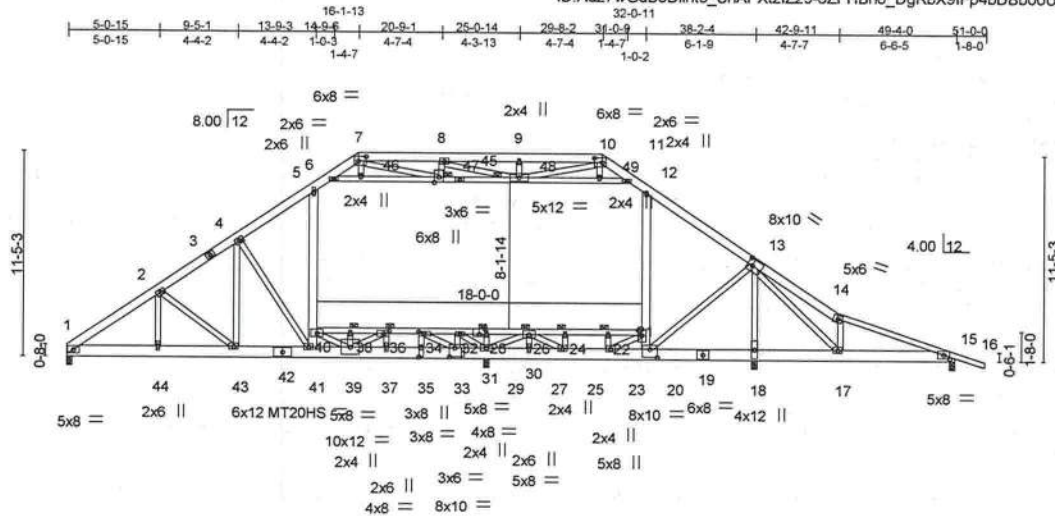 16-1-13
32-0-11
5-0-15 9-5-1 13-9-3 14-9-6 20-9-1 25-0-14 29-8-2 31-0-9 38-2-4 42-9-11 49-4-0 51-0-0
5-0-15 4-4-2 4-4-2 1-0-3 4-7-4 4-3-13 4-7-4 1-4-7 6-1-9 4-7-7 6-6-5 1-8-0
1-4-7 1-0-2
6x8 =
8.00 12 2x6 = 2x4 || 6x8 = 2x6 =
2x6 || 7 8 9 10 11 2x4 ||
5 6 46 47 45 48 49 12
2x4 || 3x6 = 5x12 = 2x4
6x8 ||
8x10
4.00 12
5x6
3 4 13
2 14
11-5-3 8-1-14 11-5-3
18-0-0
1 15 16
0-8-0 0-6-1 1-8-0
40 38 36 34 32 28 26 24 22
44 43 42 41 39 37 35 33 31 29 30 27 25 23 20 19 18 17
5x8 = 2x6 || 6x12 MT20HS = 5x8 = 3x8 || 5x8 = 2x4 || 8x10 = 6x8 = 4x12 || 5x8 =
10x12 = 3x8 = 4x8 = 2x4 ||
2x4 || 2x4 || 2x6 || 5x8 ||
2x6 || 3x6 = 5x8 =
4x8 = 8x10 =